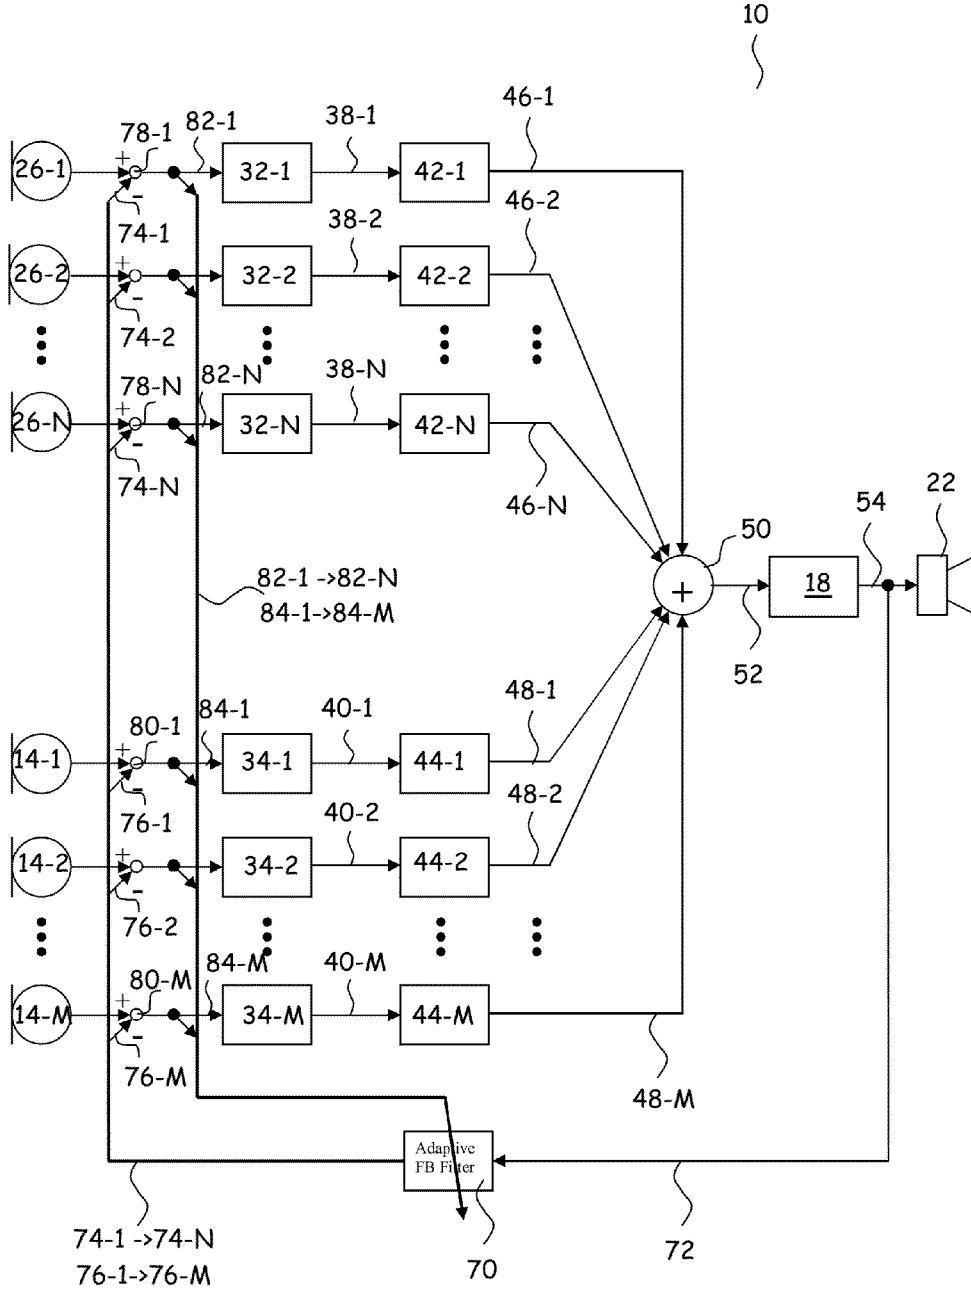 10
46-1
38-1
82-1
78-1
26-1
+
32-1
42-1
-
46-2
38-2
74-1
26-2
+
32-2
42-2
-
74-2
38-N
82-N
78-N
26-N
+
32-N
42-N
-
74-N
46-N
22
54
50
82-1 ->82-N
84-1->84-M
+
18
52
48-1
84-1
40-1
80-1
14-1
+
34-1
44-1
-
48-2
76-1
40-2
14-2
+
34-2
44-2
-
76-2
84-M
40-M
80-M
14-M
+
34-M
44-M
-
76-M
48-M
Adaptive
FB Filter
74-1 ->74-N
76-1->76-M
70
72